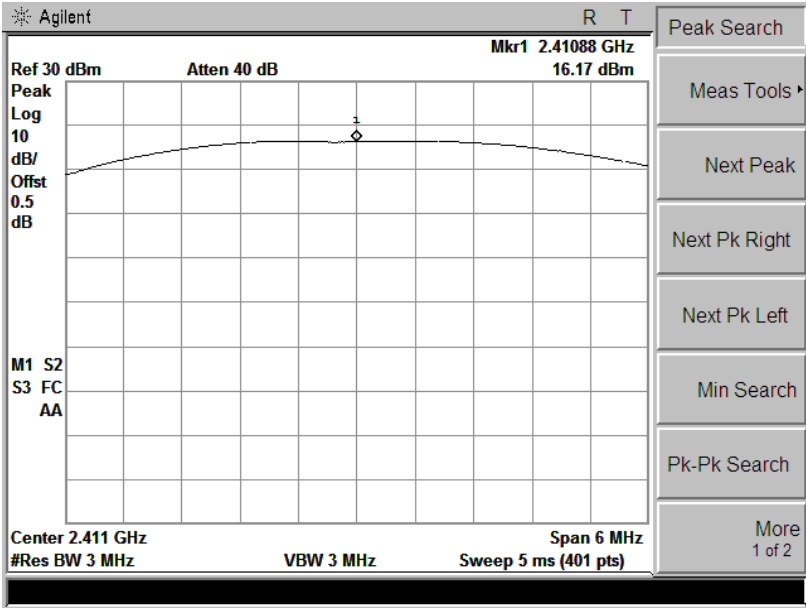 Agilent R T
Mkr1 2.41088 GHz
Ref 30 dBm Atten 40 dB 16.17 dBm
Peak
Log
10
dB/
Offst
0.5
dB
1
M1 S2
S3 FC
AA
Center 2.411 GHz Span 6 MHz
#Res BW 3 MHz VBW 3 MHz Sweep 5 ms (401 pts)
Peak Search
Meas Tools
Next Peak
Next Pk Right
Next Pk Left
Min Search
Pk-Pk Search
More
1 of 2